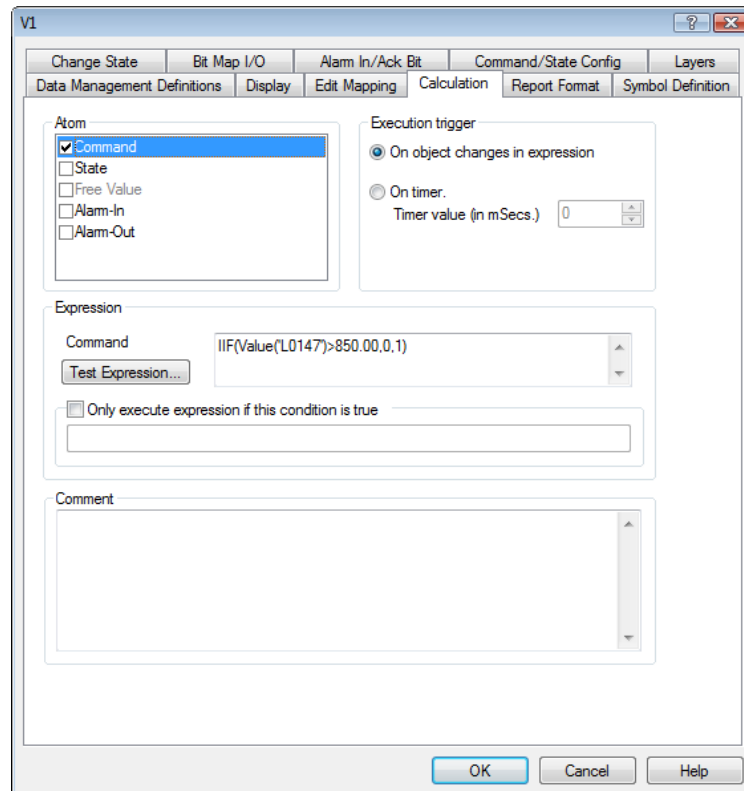 V1
Change State
Bit Map I/O
Alarm In/Ack Bit
Command/State Config
Layers
Data Management Definitions
Display
Edit Mapping
Calculation
Report Format
Symbol Definition
Atom
Command
State
Free Value
Alarm-In
Alarm-Out
Execution trigger
On object changes in expression
On timer.
Timer value (in mSecs.)
0
Expression
Command
IIF(Value('L0147')>850.00,0,1)
Test Expression...
Only execute expression if this condition is true
Comment
OK
Cancel
Help